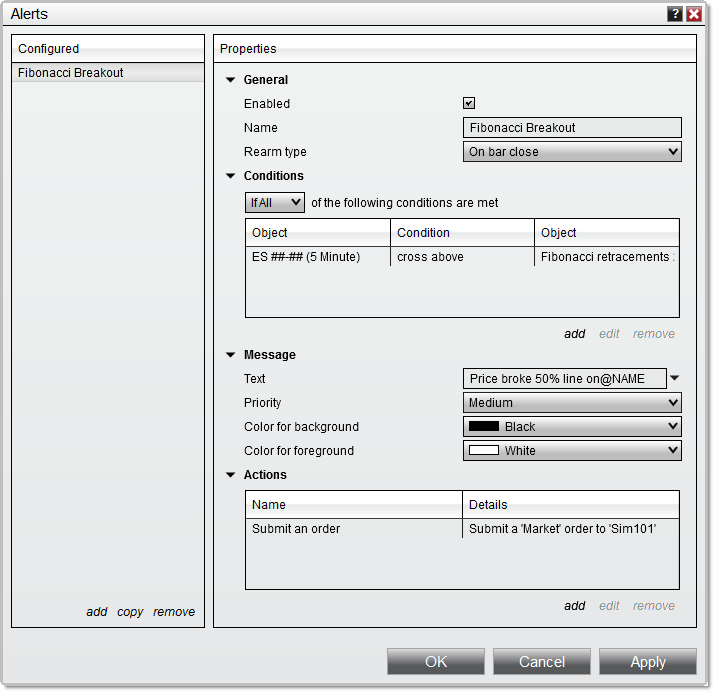 Alerts ?
Configured
Fibonacci Breakout
add copy remove
Properties
General
Enabled
Name Fibonacci Breakout
Rearm type On bar close
Conditions
If All of the following conditions are met
Object Condition Object
ES ##-## (5 Minute) cross above Fibonacci retracements
add edit remove
Message
Text Price broke 50% line on@NAME
Priority Medium
Color for background Black
Color for foreground White
Actions
Name Details
Submit an order Submit a 'Market' order to 'Sim101'
add edit remove
OK Cancel Apply